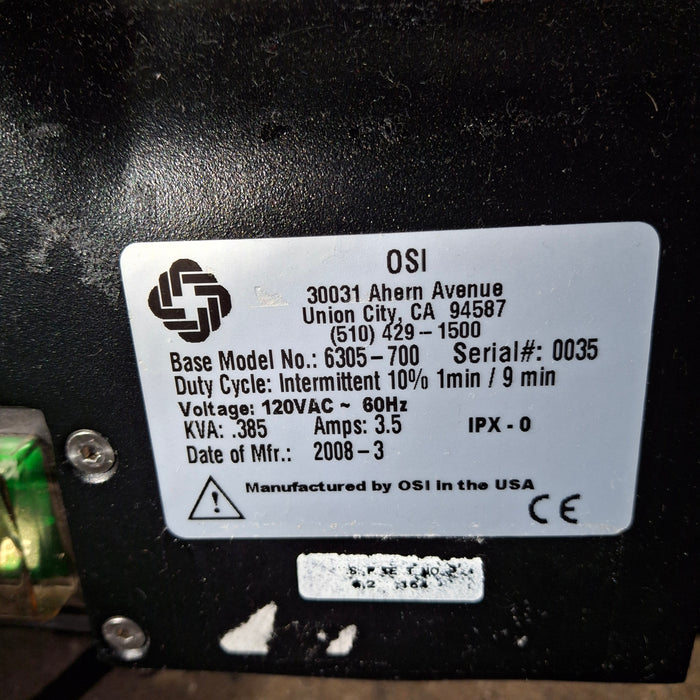 OSI
30031 Ahern Avenue
Union City, CA 94587
(510) 429-1500
Base Model No.: 6305-700 Serial#: 0035
Duty Cycle: Intermittent 10% 1min / 9 min
Voltage: 120VAC ~ 60Hz
KVA: .385 Amps: 3.5 IPX-0
Date of Mfr.: 2008-3
Manufactured by OSI in the USA
CE